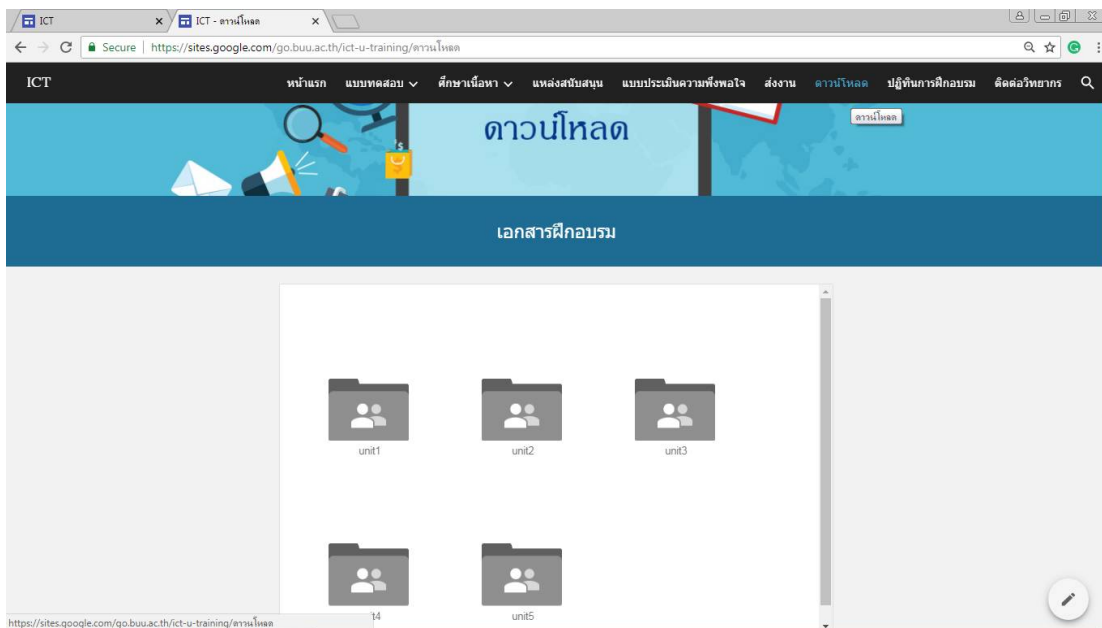 ICT
ICT - ดาวน์โหลด
Secure | https://sites.google.com/go.buu.ac.th/ict-u-training/ดาวนโหลด
ICT หน้าแรก แบบทดสอบ ศึกษาเนื้อหา แหล่งสนับสนุน แบบประเมินความพึงพอใจ ส่งงาน ดาวน์โหลด ปฏิทินการฝึกอบรม ติดต่อวิทยากร
ดาวน์โหลด
ดาวน์โหลด
เอกสารฝึกอบรม
unit1 unit2 unit3
t4 unit5
https://sites.google.com/go.buu.ac.th/ict-u-training/ดาวนโหลด